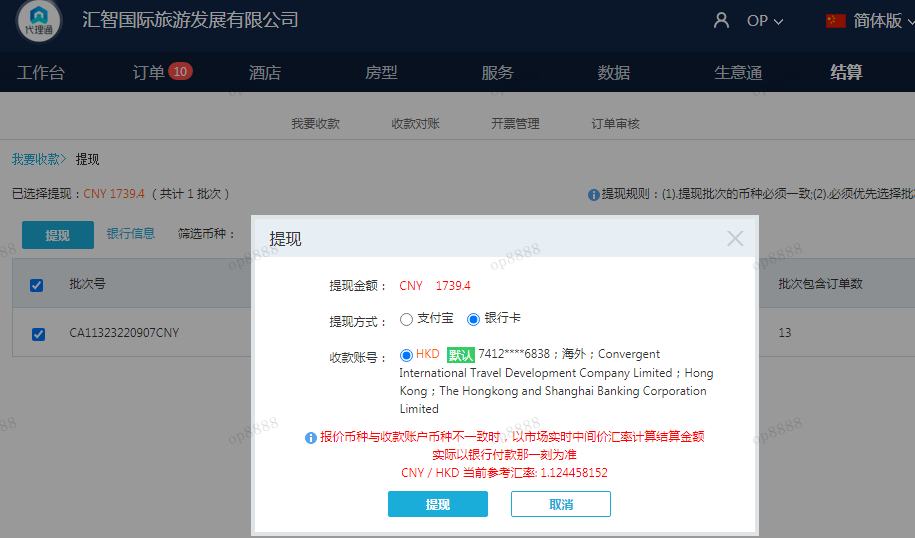 代理通
汇智国际旅游发展有限公司
OP
简体版
工作台
订单 10
酒店
房型
服务
数据
生意通
结算
我要收款
收款对账
开票管理
订单审核
我要收款> 提现
已选择提现：CNY 1739.4 （ 共计 1 批次 ）
提现规则：(1).提现批次的币种必须一致;(2).必须优先选择批
提现
银行信息
筛选币种：
批次号
批次包含订单数
CA11323220907CNY
13
提现
提现金额： CNY 1739.4
提现方式： 支付宝 银行卡
收款账号： HKD 默认 7412****6838；海外；Convergent
International Travel Development Company Limited；Hong
Kong；The Hongkong and Shanghai Banking Corporation
Limited
报价币种与收款账户币种不一致时，以市场实时中间价汇率计算结算金额
实际以银行付款那一刻为准
CNY / HKD 当前参考汇率: 1.124458152
提现
取消
op8888
op8888
op8888
op8888